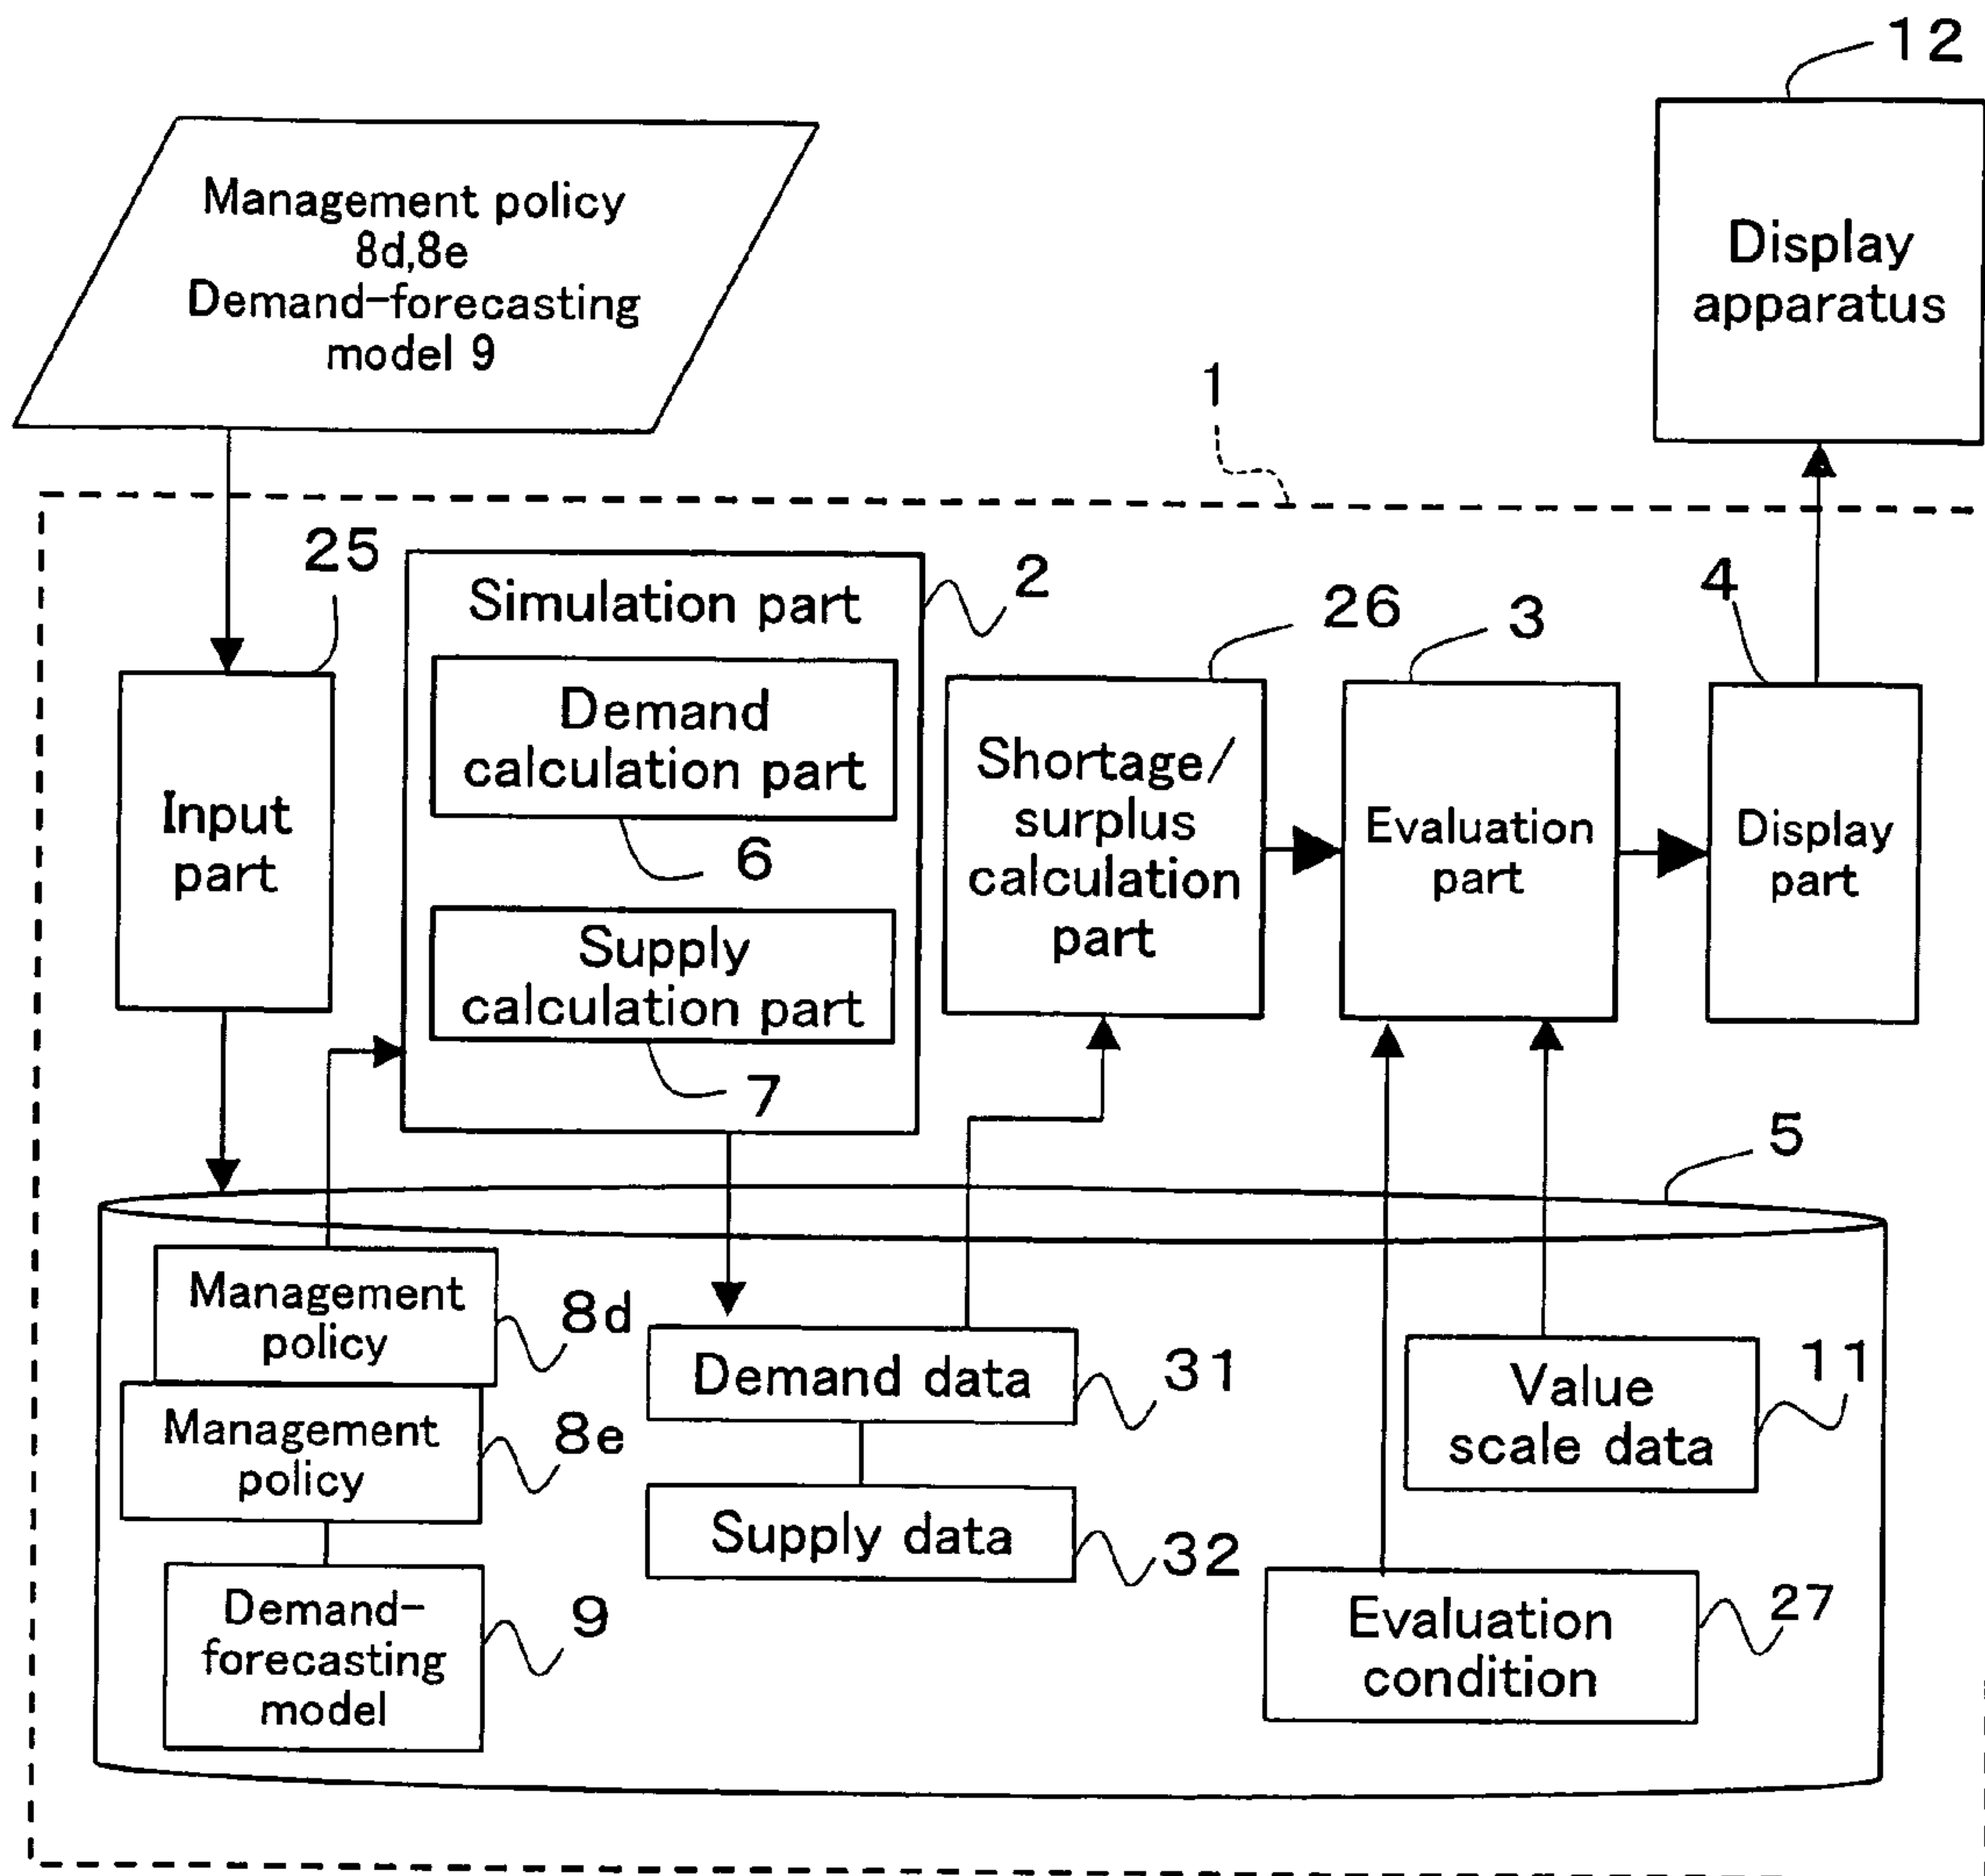 12
Management policy
8d,8e
Demand-forecasting
model 9
Display
apparatus
1
25
Simulation part
2
Demand
calculation part
6
Supply
calculation part
7
Input
part
26
Shortage/
surplus
calculation
part
3
Evaluation
part
4
Display
part
5
Management
policy
8d
Management
policy
8e
Demand-
forecasting
model
9
Demand data
31
Supply data
32
Value
scale data
11
Evaluation
condition
27